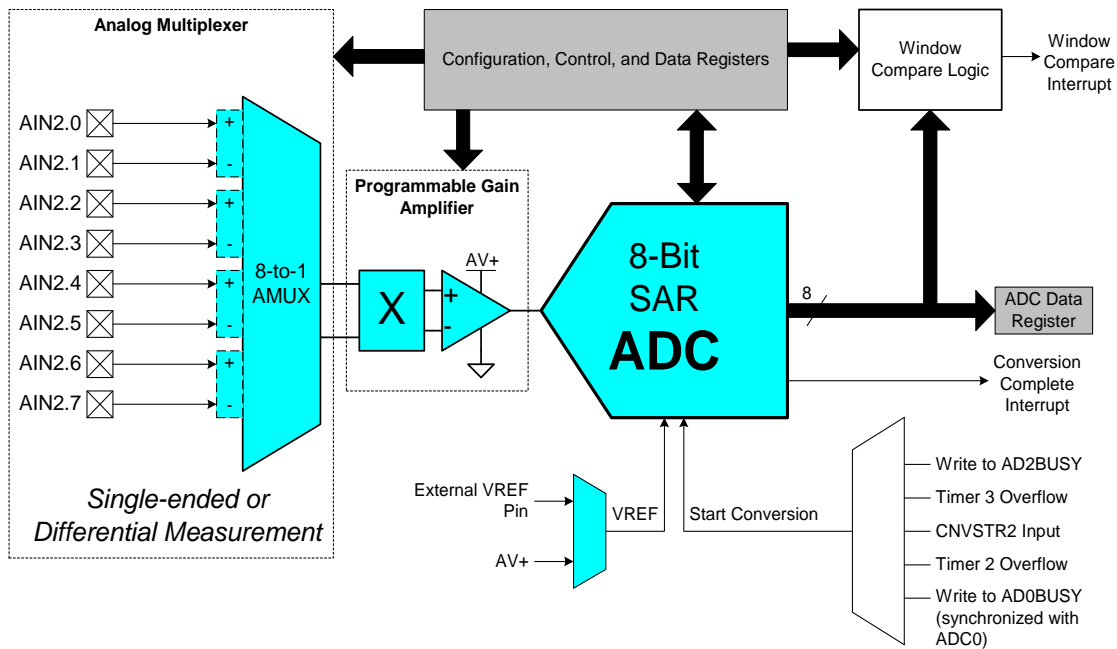 Analog Multiplexer
AIN2.0
AIN2.1
AIN2.2
AIN2.3
AIN2.4
AIN2.5
AIN2.6
AIN2.7
+
-
+
-
+
-
+
-
8-to-1
AMUX
Single-ended or
Differential Measurement
Configuration, Control, and Data Registers
Programmable Gain
Amplifier
X
+
-
AV+
8-Bit
SAR
ADC
Window
Compare Logic
Window
Compare
Interrupt
8
ADC Data
Register
Conversion
Complete
Interrupt
External VREF
Pin
AV+
VREF
Start Conversion
Write to AD2BUSY
Timer 3 Overflow
CNVSTR2 Input
Timer 2 Overflow
Write to AD0BUSY
(synchronized with
ADC0)